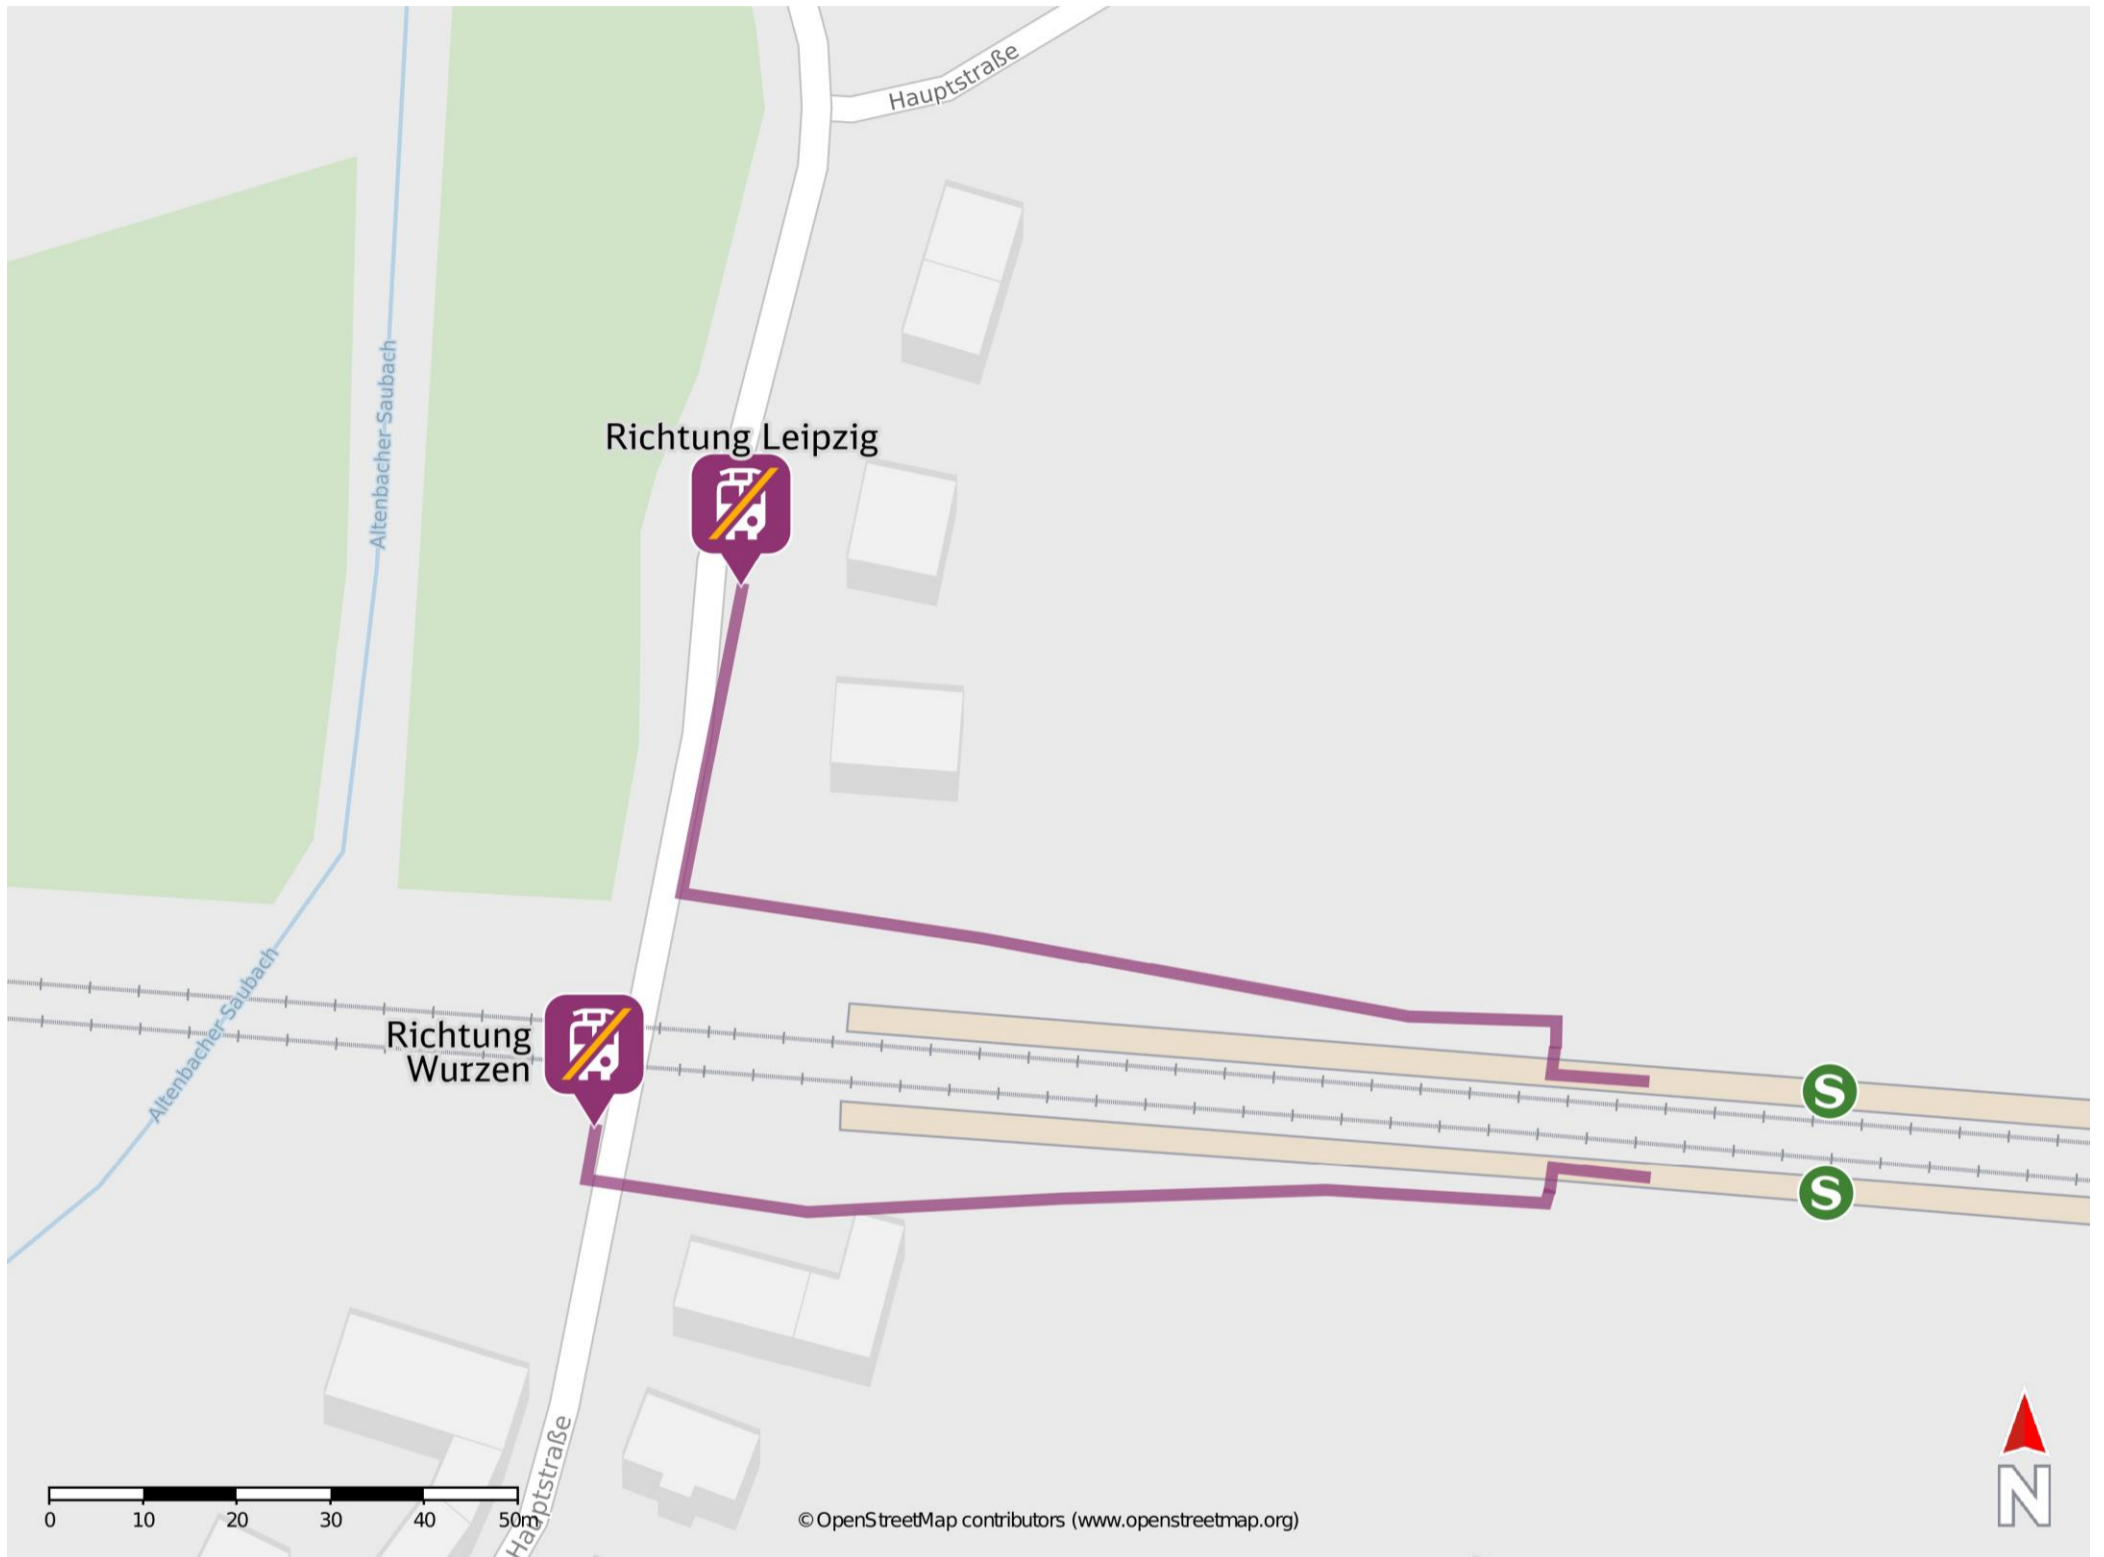 Hauptstraße
Altenbacher Saubach
Richtung Leipzig
Altenbacher Saubach
Richtung
Wurzen
S
S
Hauptstraße
0 10 20 30 40 50m
© OpenStreetMap contributors (www.openstreetmap.org)
N